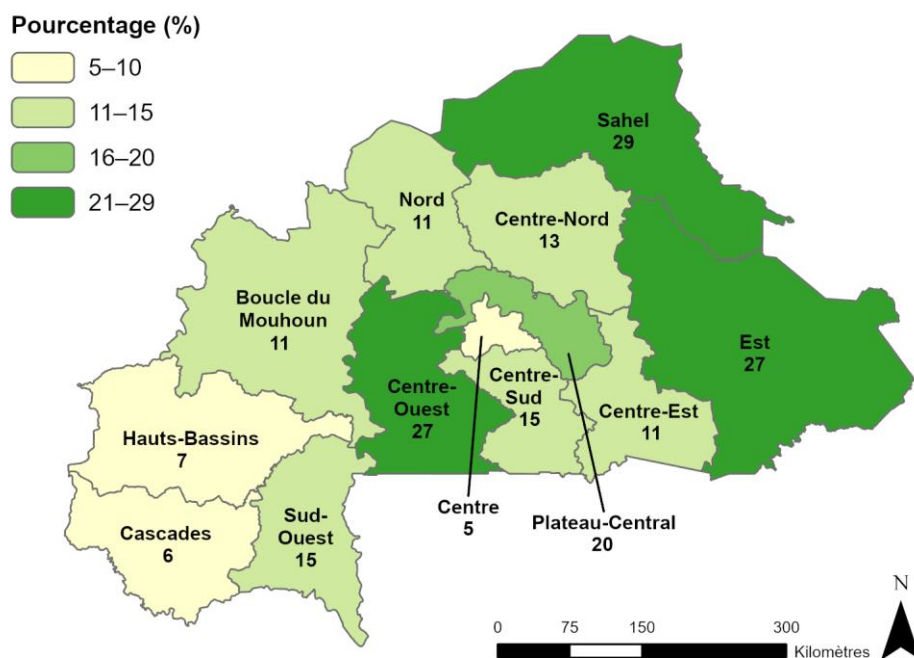 Pourcentage (%)
5–10
11–15
16–20
21–29
Sahel
29
Nord
11
Centre-Nord
13
Boucle du
Mouhoun
11
Est
27
Centre-
Ouest
27
Centre-
Sud
15
Centre-Est
11
Hauts-Bassins
7
Centre
5
Plateau-Central
20
Cascades
6
Sud-
Ouest
15
N
0 75 150 300
Kilomètres